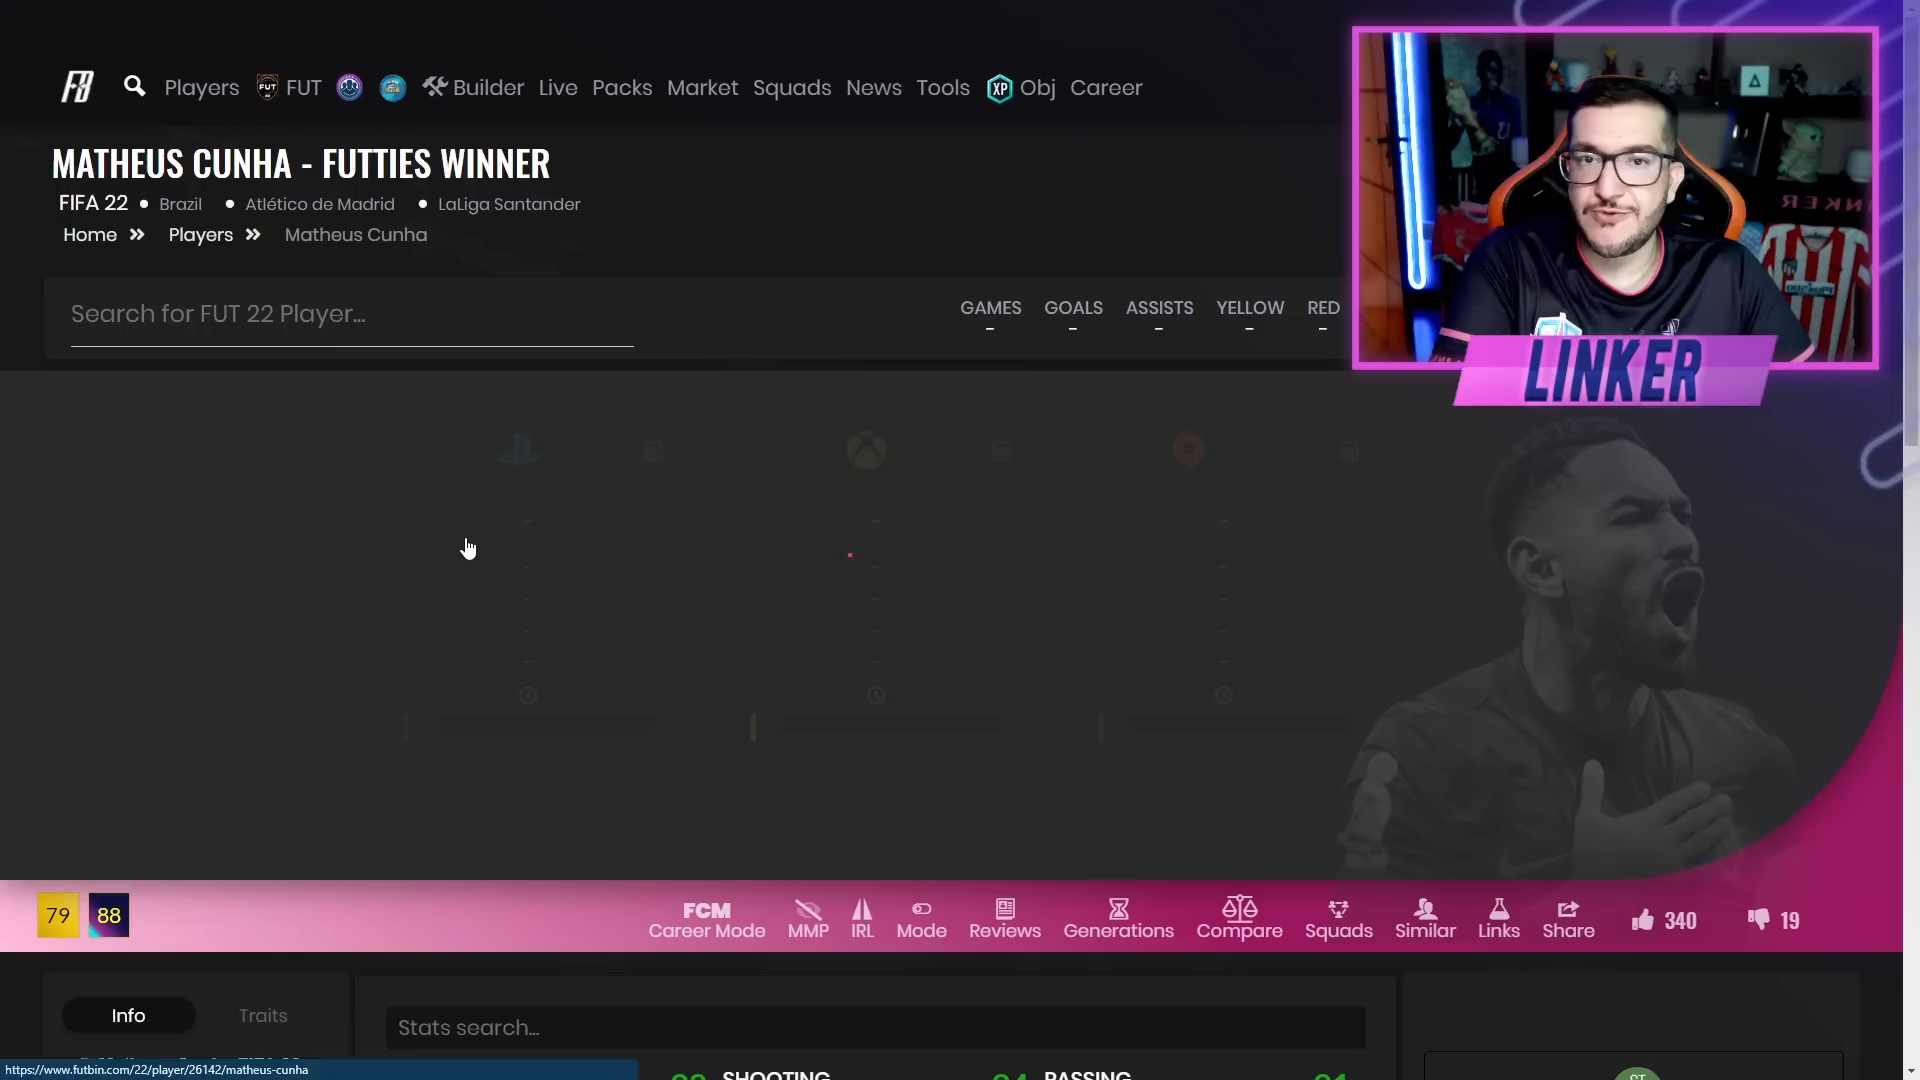 Players FUT Builder Live Packs Market Squads News Tools XP Obj Career
MATHEUS CUNHA - FUTTIES WINNER
FIFA 22 • Brazil • Atlético de Madrid • LaLiga Santander
Home » Players » Matheus Cunha
Search for FUT 22 Player...
GAMES GOALS ASSISTS YELLOW RED
- - - - -
LINKER
79 88
FCM
Career Mode MMP IRL Mode Reviews Generations Compare Squads Similar Links Share 340 19
Info Traits
Stats search...
https://www.futbin.com/22/player/26142/matheus-cunha
SHOOTING PASSING
ST